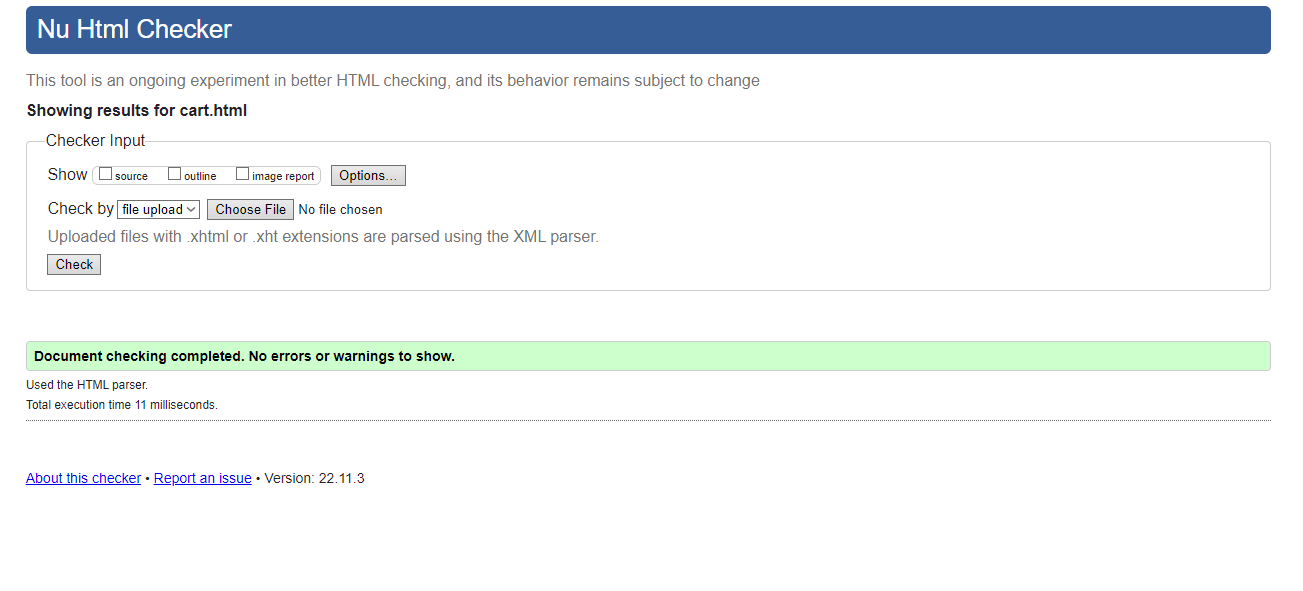 Nu Html Checker
This tool is an ongoing experiment in better HTML checking, and its behavior remains subject to change
Showing results for cart.html
Checker Input
Show source outline image report Options...
Check by file upload Choose File No file chosen
Uploaded files with .xhtml or .xht extensions are parsed using the XML parser.
Check
Document checking completed. No errors or warnings to show.
Used the HTML parser.
Total execution time 11 milliseconds.
About this checker • Report an issue • Version: 22.11.3